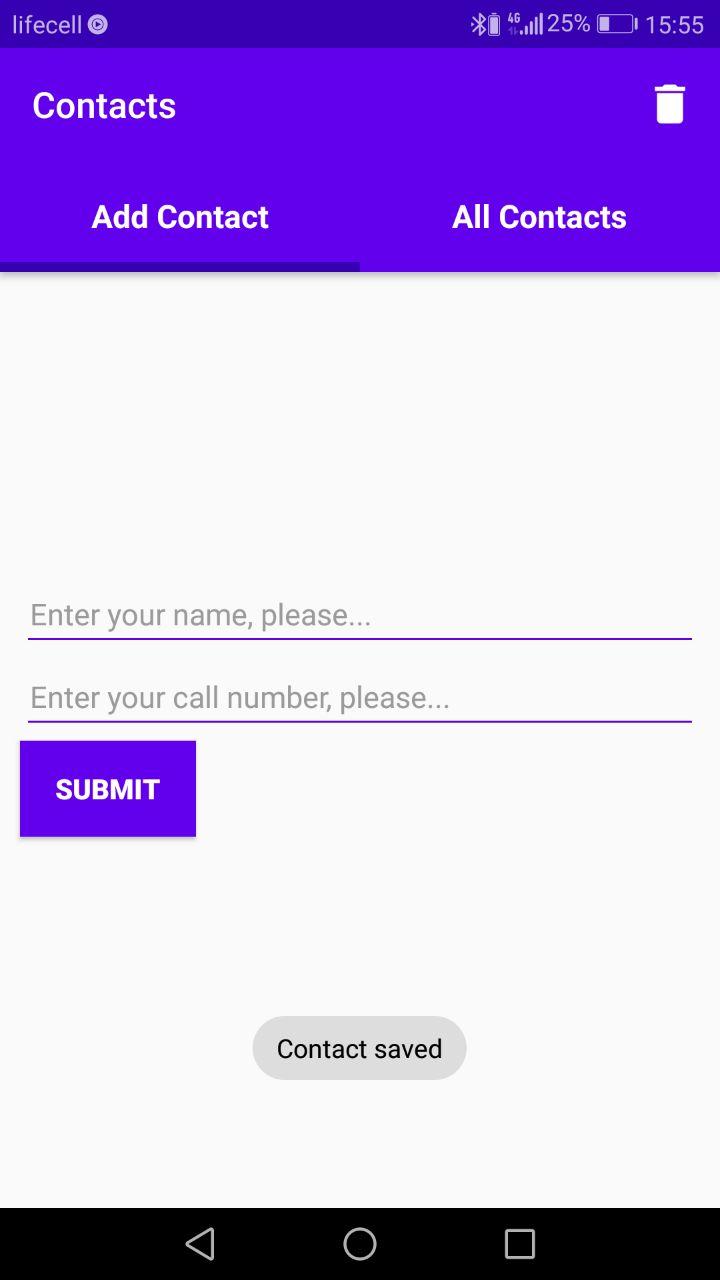 lifecell 4G 25% 15:55
Contacts
Add Contact All Contacts
Enter your name, please...
Enter your call number, please...
SUBMIT
Contact saved